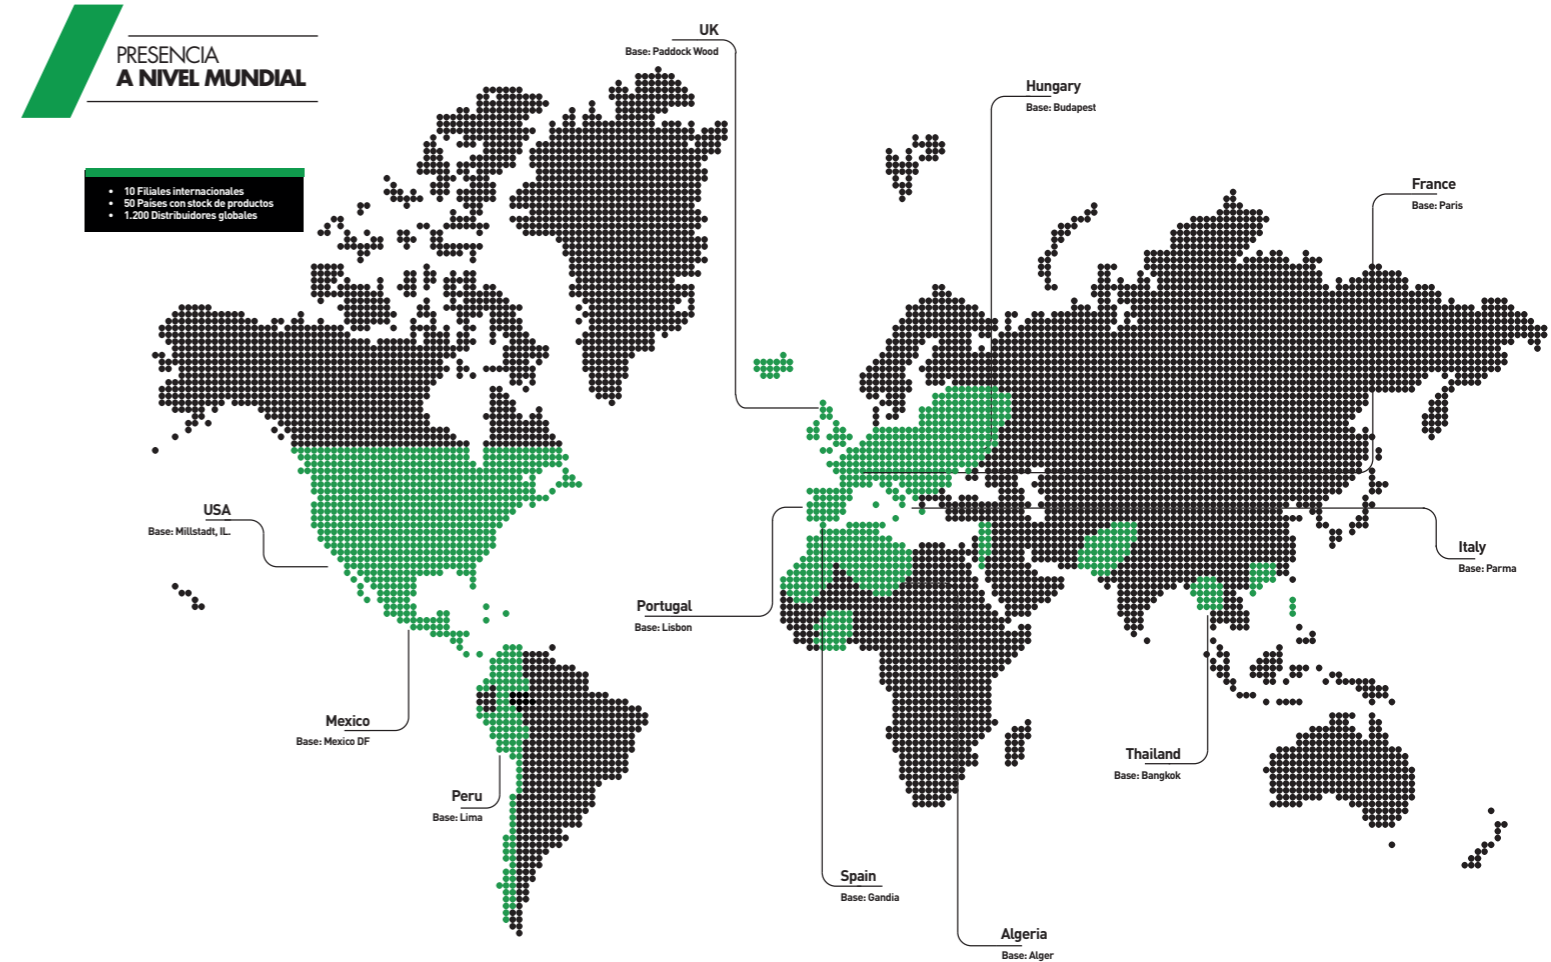 PRESENCIA
A NIVEL MUNDIAL
• 10 Filiales internacionales
• 50 Países con stock de productos
• 1.200 Distribuidores globales
UK
Base: Paddock Wood
Hungary
Base: Budapest
France
Base: Paris
USA
Base: Millstadt, IL.
Italy
Base: Parma
Portugal
Base: Lisbon
Mexico
Base: Mexico DF
Thailand
Base: Bangkok
Peru
Base: Lima
Spain
Base: Gandia
Algeria
Base: Alger